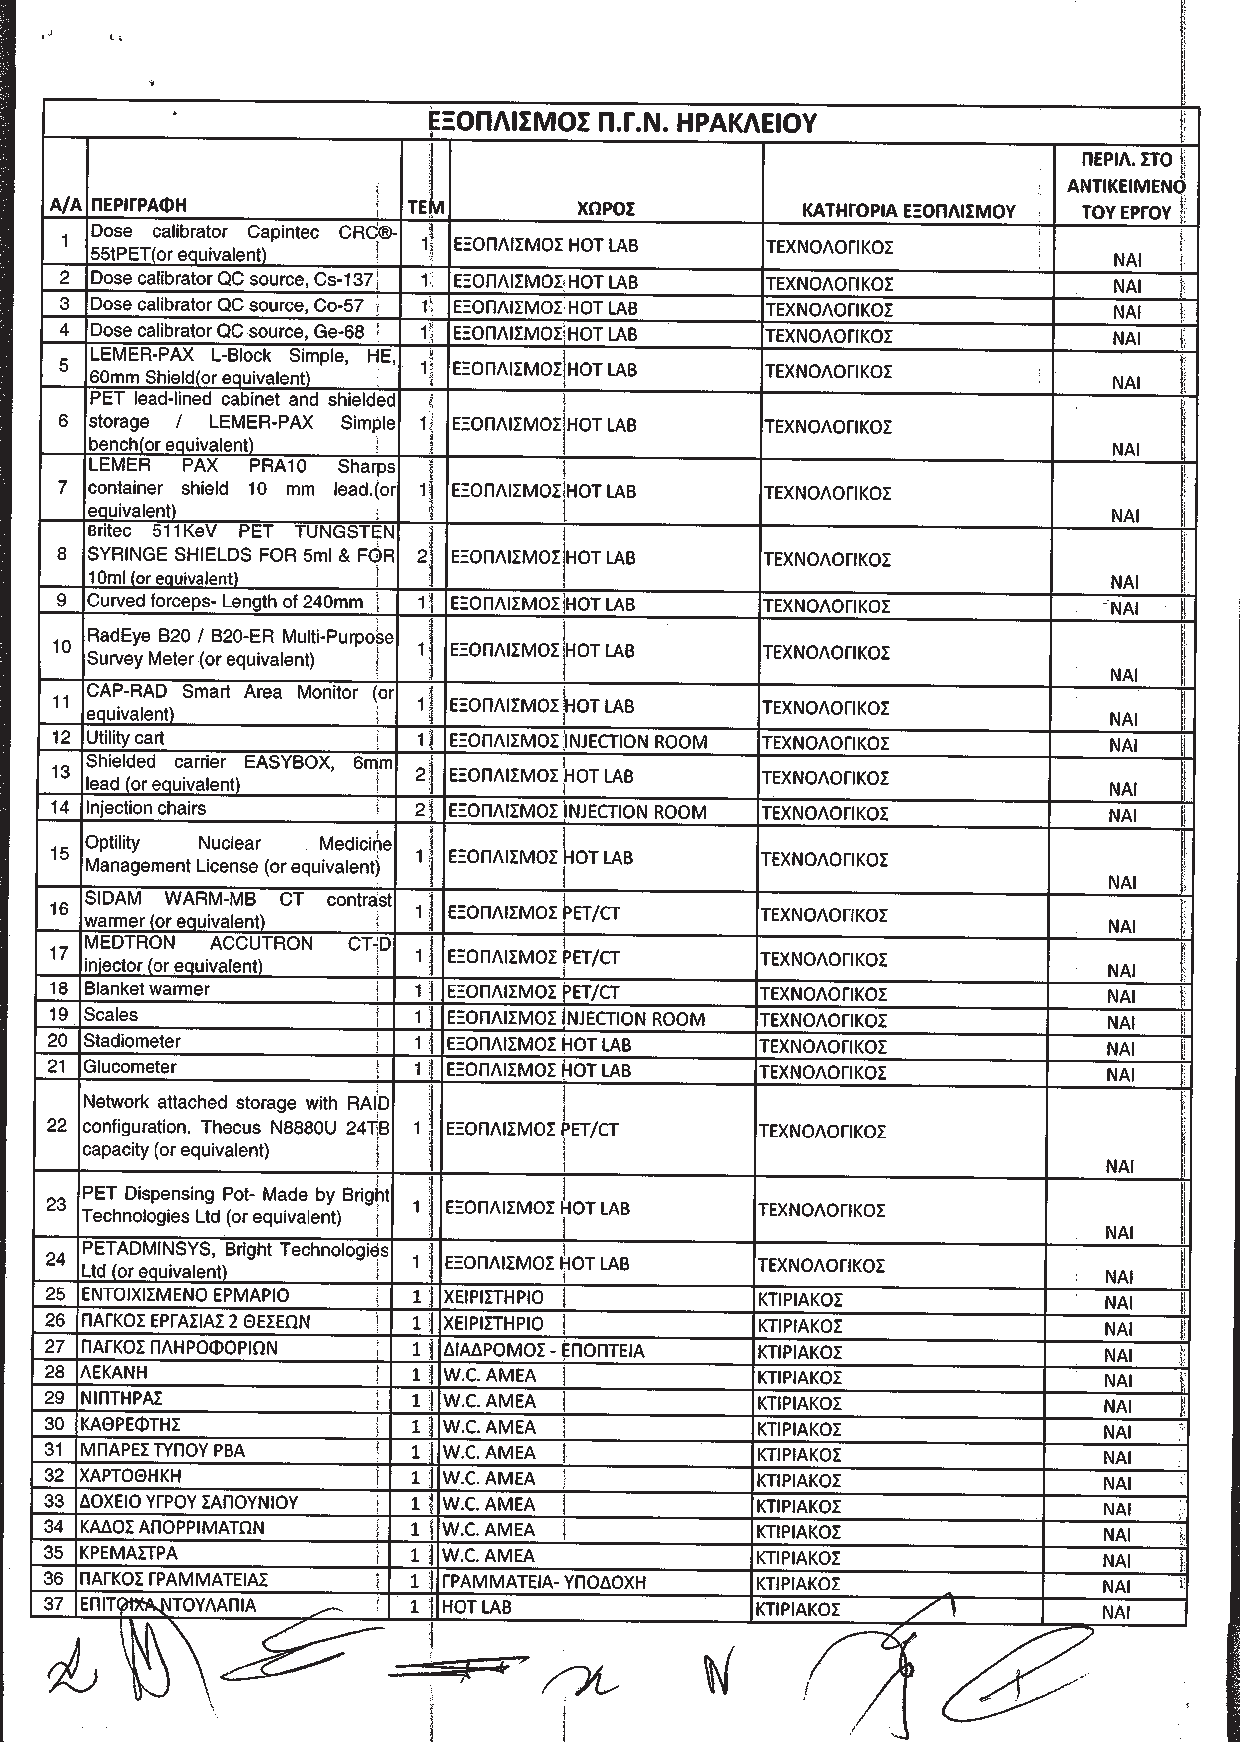 ΕΞΟΠΛΙΣΜΟΣ Π.Γ.Ν. ΗΡΑΚΛΕΙΟΥ
Α/Α ΠΕΡΙΓΡΑΦΗ ΤΕΜ ΧΩΡΟΣ ΚΑΤΗΓΟΡΙΑ ΕΞΟΠΛΙΣΜΟΥ ΠΕΡΙΛ. ΣΤΟ
ΑΝΤΙΚΕΙΜΕΝΟ
ΤΟΥ ΕΡΓΟΥ
1 Dose calibrator Capintec CRC®-
55tPET(or equivalent) 1 ΕΞΟΠΛΙΣΜΟΣ HOT LAB ΤΕΧΝΟΛΟΓΙΚΟΣ ΝΑΙ
2 Dose calibrator QC source, Cs-137 1 ΕΞΟΠΛΙΣΜΟΣ HOT LAB ΤΕΧΝΟΛΟΓΙΚΟΣ ΝΑΙ
3 Dose calibrator QC source, Co-57 1 ΕΞΟΠΛΙΣΜΟΣ HOT LAB ΤΕΧΝΟΛΟΓΙΚΟΣ ΝΑΙ
4 Dose calibrator QC source, Ge-68 1 ΕΞΟΠΛΙΣΜΟΣ HOT LAB ΤΕΧΝΟΛΟΓΙΚΟΣ ΝΑΙ
5 LEMER-PAX L-Block Simple, HE,
60mm Shield(or equivalent) 1 ΕΞΟΠΛΙΣΜΟΣ HOT LAB ΤΕΧΝΟΛΟΓΙΚΟΣ ΝΑΙ
PET lead-lined cabinet and shielded
6 storage / LEMER-PAX Simple 1 ΕΞΟΠΛΙΣΜΟΣ HOT LAB ΤΕΧΝΟΛΟΓΙΚΟΣ
bench(or equivalent) ΝΑΙ
LEMER PAX PRA10 Sharps
7 container shield 10 mm lead.(or 1 ΕΞΟΠΛΙΣΜΟΣ HOT LAB ΤΕΧΝΟΛΟΓΙΚΟΣ
equivalent) ΝΑΙ
Britec 511KeV PET TUNGSTEN
8 SYRINGE SHIELDS FOR 5ml & FOR 2 ΕΞΟΠΛΙΣΜΟΣ HOT LAB ΤΕΧΝΟΛΟΓΙΚΟΣ
10ml (or equivalent) ΝΑΙ
9 Curved forceps- Length of 240mm 1 ΕΞΟΠΛΙΣΜΟΣ HOT LAB ΤΕΧΝΟΛΟΓΙΚΟΣ ΝΑΙ
10 RadEye B20 / B20-ER Multi-Purpose
Survey Meter (or equivalent) 1 ΕΞΟΠΛΙΣΜΟΣ HOT LAB ΤΕΧΝΟΛΟΓΙΚΟΣ ΝΑΙ
11 CAP-RAD Smart Area Monitor (or
equivalent) 1 ΕΞΟΠΛΙΣΜΟΣ HOT LAB ΤΕΧΝΟΛΟΓΙΚΟΣ ΝΑΙ
12 Utility cart 1 ΕΞΟΠΛΙΣΜΟΣ INJECTION ROOM ΤΕΧΝΟΛΟΓΙΚΟΣ ΝΑΙ
13 Shielded carrier EASYBOX, 6mm
lead (or equivalent) 2 ΕΞΟΠΛΙΣΜΟΣ HOT LAB ΤΕΧΝΟΛΟΓΙΚΟΣ ΝΑΙ
14 Injection chairs 2 ΕΞΟΠΛΙΣΜΟΣ INJECTION ROOM ΤΕΧΝΟΛΟΓΙΚΟΣ ΝΑΙ
15 Optility Nuclear Medicine
Management License (or equivalent) 1 ΕΞΟΠΛΙΣΜΟΣ HOT LAB ΤΕΧΝΟΛΟΓΙΚΟΣ ΝΑΙ
16 SIDAM WARM-MB CT contrast
warmer (or equivalent) 1 ΕΞΟΠΛΙΣΜΟΣ PET/CT ΤΕΧΝΟΛΟΓΙΚΟΣ ΝΑΙ
17 MEDTRON ACCUTRON CT-D
injector (or equivalent) 1 ΕΞΟΠΛΙΣΜΟΣ PET/CT ΤΕΧΝΟΛΟΓΙΚΟΣ ΝΑΙ
18 Blanket warmer 1 ΕΞΟΠΛΙΣΜΟΣ PET/CT ΤΕΧΝΟΛΟΓΙΚΟΣ ΝΑΙ
19 Scales 1 ΕΞΟΠΛΙΣΜΟΣ INJECTION ROOM ΤΕΧΝΟΛΟΓΙΚΟΣ ΝΑΙ
20 Stadiometer 1 ΕΞΟΠΛΙΣΜΟΣ HOT LAB ΤΕΧΝΟΛΟΓΙΚΟΣ ΝΑΙ
21 Glucometer 1 ΕΞΟΠΛΙΣΜΟΣ HOT LAB ΤΕΧΝΟΛΟΓΙΚΟΣ ΝΑΙ
Network attached storage with RAID
22 configuration. Thecus N8880U 24TB 1 ΕΞΟΠΛΙΣΜΟΣ PET/CT ΤΕΧΝΟΛΟΓΙΚΟΣ
capacity (or equivalent) ΝΑΙ
23 PET Dispensing Pot- Made by Bright
Technologies Ltd (or equivalent) 1 ΕΞΟΠΛΙΣΜΟΣ HOT LAB ΤΕΧΝΟΛΟΓΙΚΟΣ ΝΑΙ
24 PETADMINSYS, Bright Technologies
Ltd (or equivalent) 1 ΕΞΟΠΛΙΣΜΟΣ HOT LAB ΤΕΧΝΟΛΟΓΙΚΟΣ ΝΑΙ
25 ΕΝΤΟΙΧΙΣΜΕΝΟ ΕΡΜΑΡΙΟ 1 ΧΕΙΡΙΣΤΗΡΙΟ ΚΤΙΡΙΑΚΟΣ ΝΑΙ
26 ΠΑΓΚΟΣ ΕΡΓΑΣΙΑΣ 2 ΘΕΣΕΩΝ 1 ΧΕΙΡΙΣΤΗΡΙΟ ΚΤΙΡΙΑΚΟΣ ΝΑΙ
27 ΠΑΓΚΟΣ ΠΛΗΡΟΦΟΡΙΩΝ 1 ΔΙΑΔΡΟΜΟΣ - ΕΠΟΠΤΕΙΑ ΚΤΙΡΙΑΚΟΣ ΝΑΙ
28 ΛΕΚΑΝΗ 1 W.C. ΑΜΕΑ ΚΤΙΡΙΑΚΟΣ ΝΑΙ
29 ΝΙΠΤΗΡΑΣ 1 W.C. ΑΜΕΑ ΚΤΙΡΙΑΚΟΣ ΝΑΙ
30 ΚΑΘΡΕΦΤΗΣ 1 W.C. ΑΜΕΑ ΚΤΙΡΙΑΚΟΣ ΝΑΙ
31 ΜΠΑΡΕΣ ΤΥΠΟΥ PBA 1 W.C. ΑΜΕΑ ΚΤΙΡΙΑΚΟΣ ΝΑΙ
32 ΧΑΡΤΟΘΗΚΗ 1 W.C. ΑΜΕΑ ΚΤΙΡΙΑΚΟΣ ΝΑΙ
33 ΔΟΧΕΙΟ ΥΓΡΟΥ ΣΑΠΟΥΝΙΟΥ 1 W.C. ΑΜΕΑ ΚΤΙΡΙΑΚΟΣ ΝΑΙ
34 ΚΑΔΟΣ ΑΠΟΡΡΙΜΑΤΩΝ 1 W.C. ΑΜΕΑ ΚΤΙΡΙΑΚΟΣ ΝΑΙ
35 ΚΡΕΜΑΣΤΡΑ 1 W.C. ΑΜΕΑ ΚΤΙΡΙΑΚΟΣ ΝΑΙ
36 ΠΑΓΚΟΣ ΓΡΑΜΜΑΤΕΙΑΣ 1 ΓΡΑΜΜΑΤΕΙΑ- ΥΠΟΔΟΧΗ ΚΤΙΡΙΑΚΟΣ ΝΑΙ
37 ΕΠΙΤΟΙΧΑ ΝΤΟΥΛΑΠΙΑ 1 HOT LAB ΚΤΙΡΙΑΚΟΣ ΝΑΙ